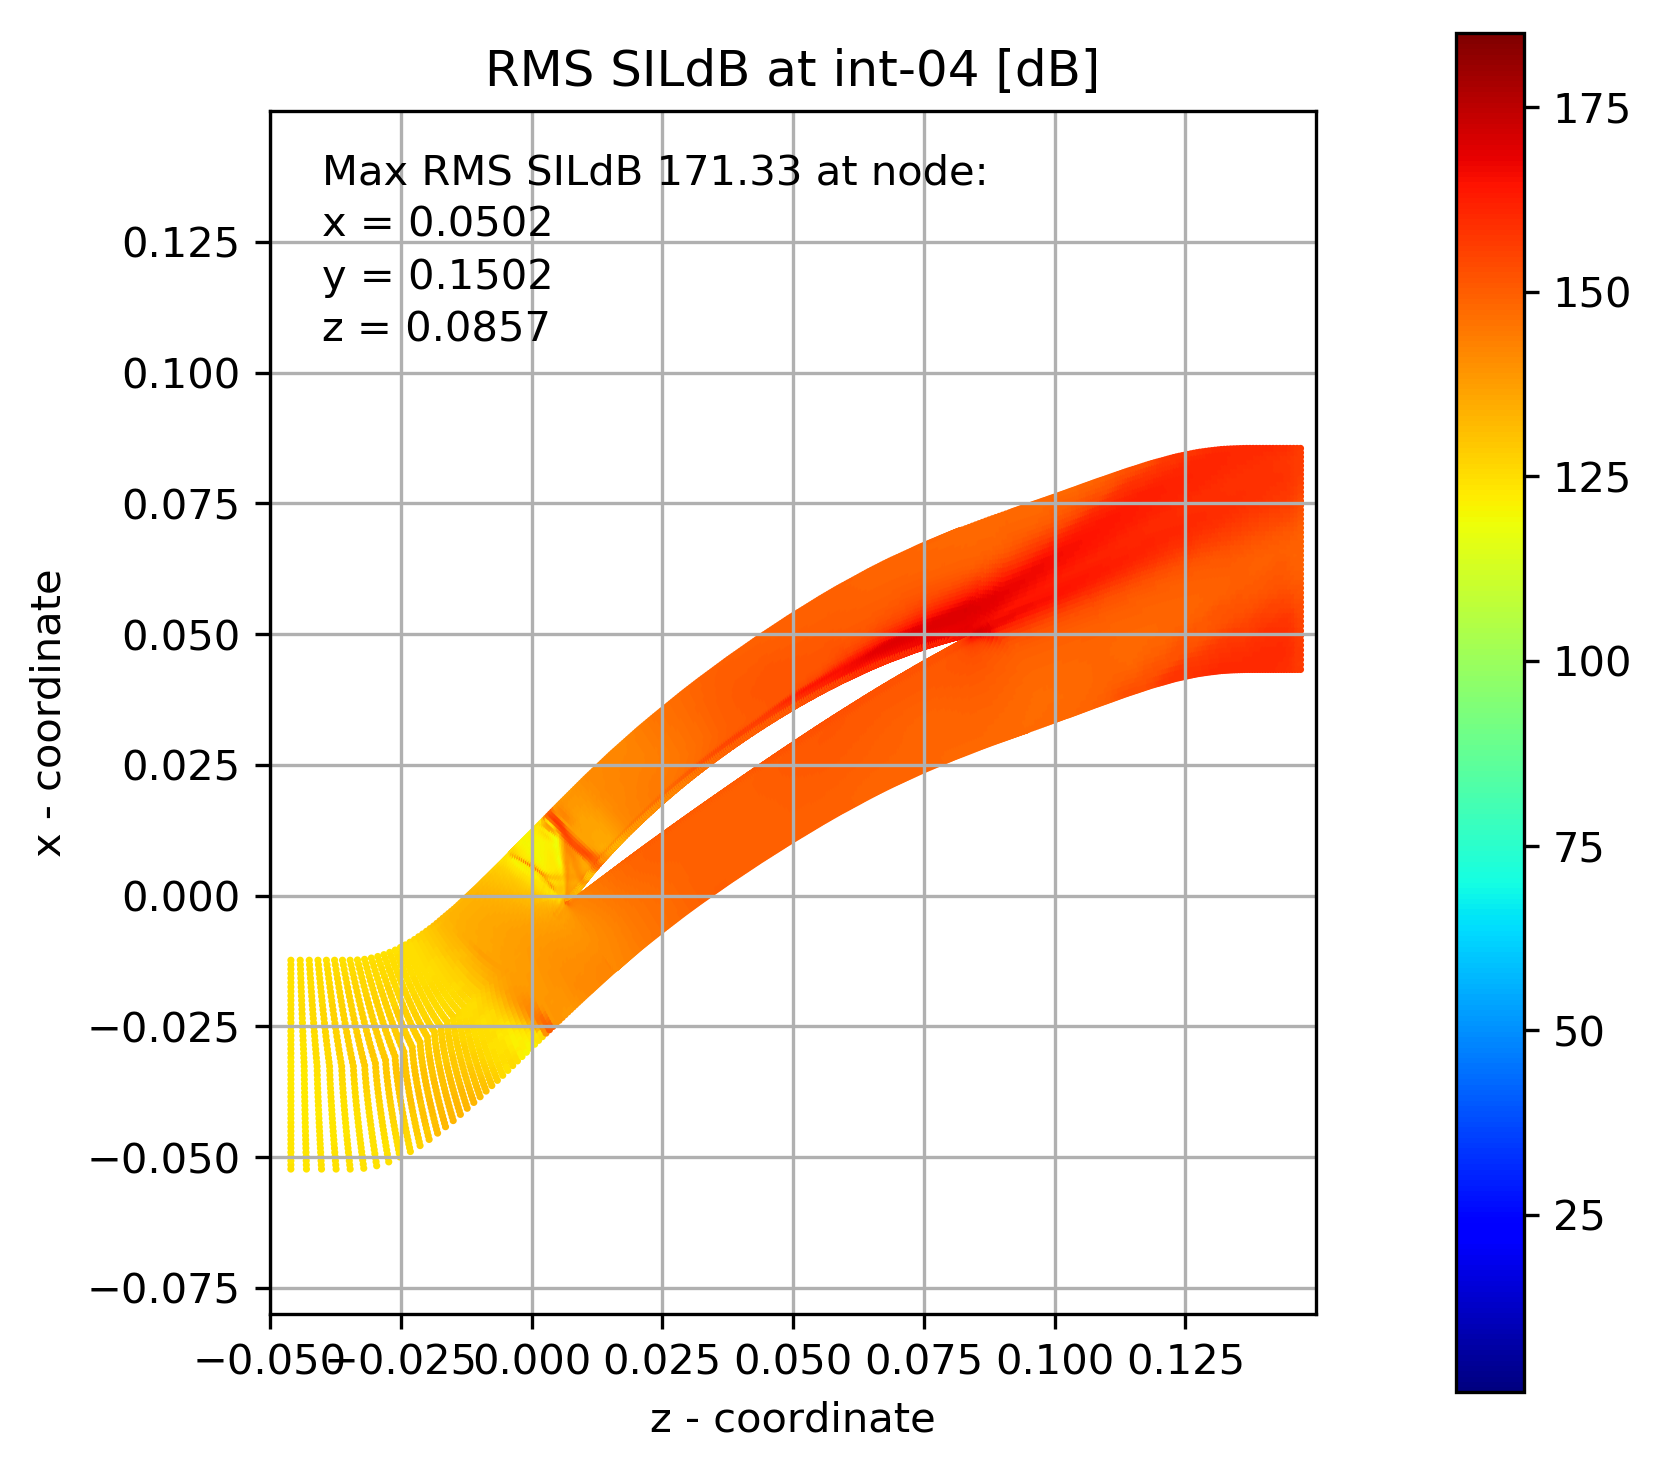 RMS SILdB at int-04 [dB]
Max RMS SILdB 171.33 at node:
x = 0.0502
y = 0.1502
z = 0.0857
0.125
0.100
0.075
0.050
0.025
0.000
−0.025
−0.050
−0.075
x - coordinate
−0.050 −0.025 0.000 0.025 0.050 0.075 0.100 0.125
z - coordinate
175
150
125
100
75
50
25